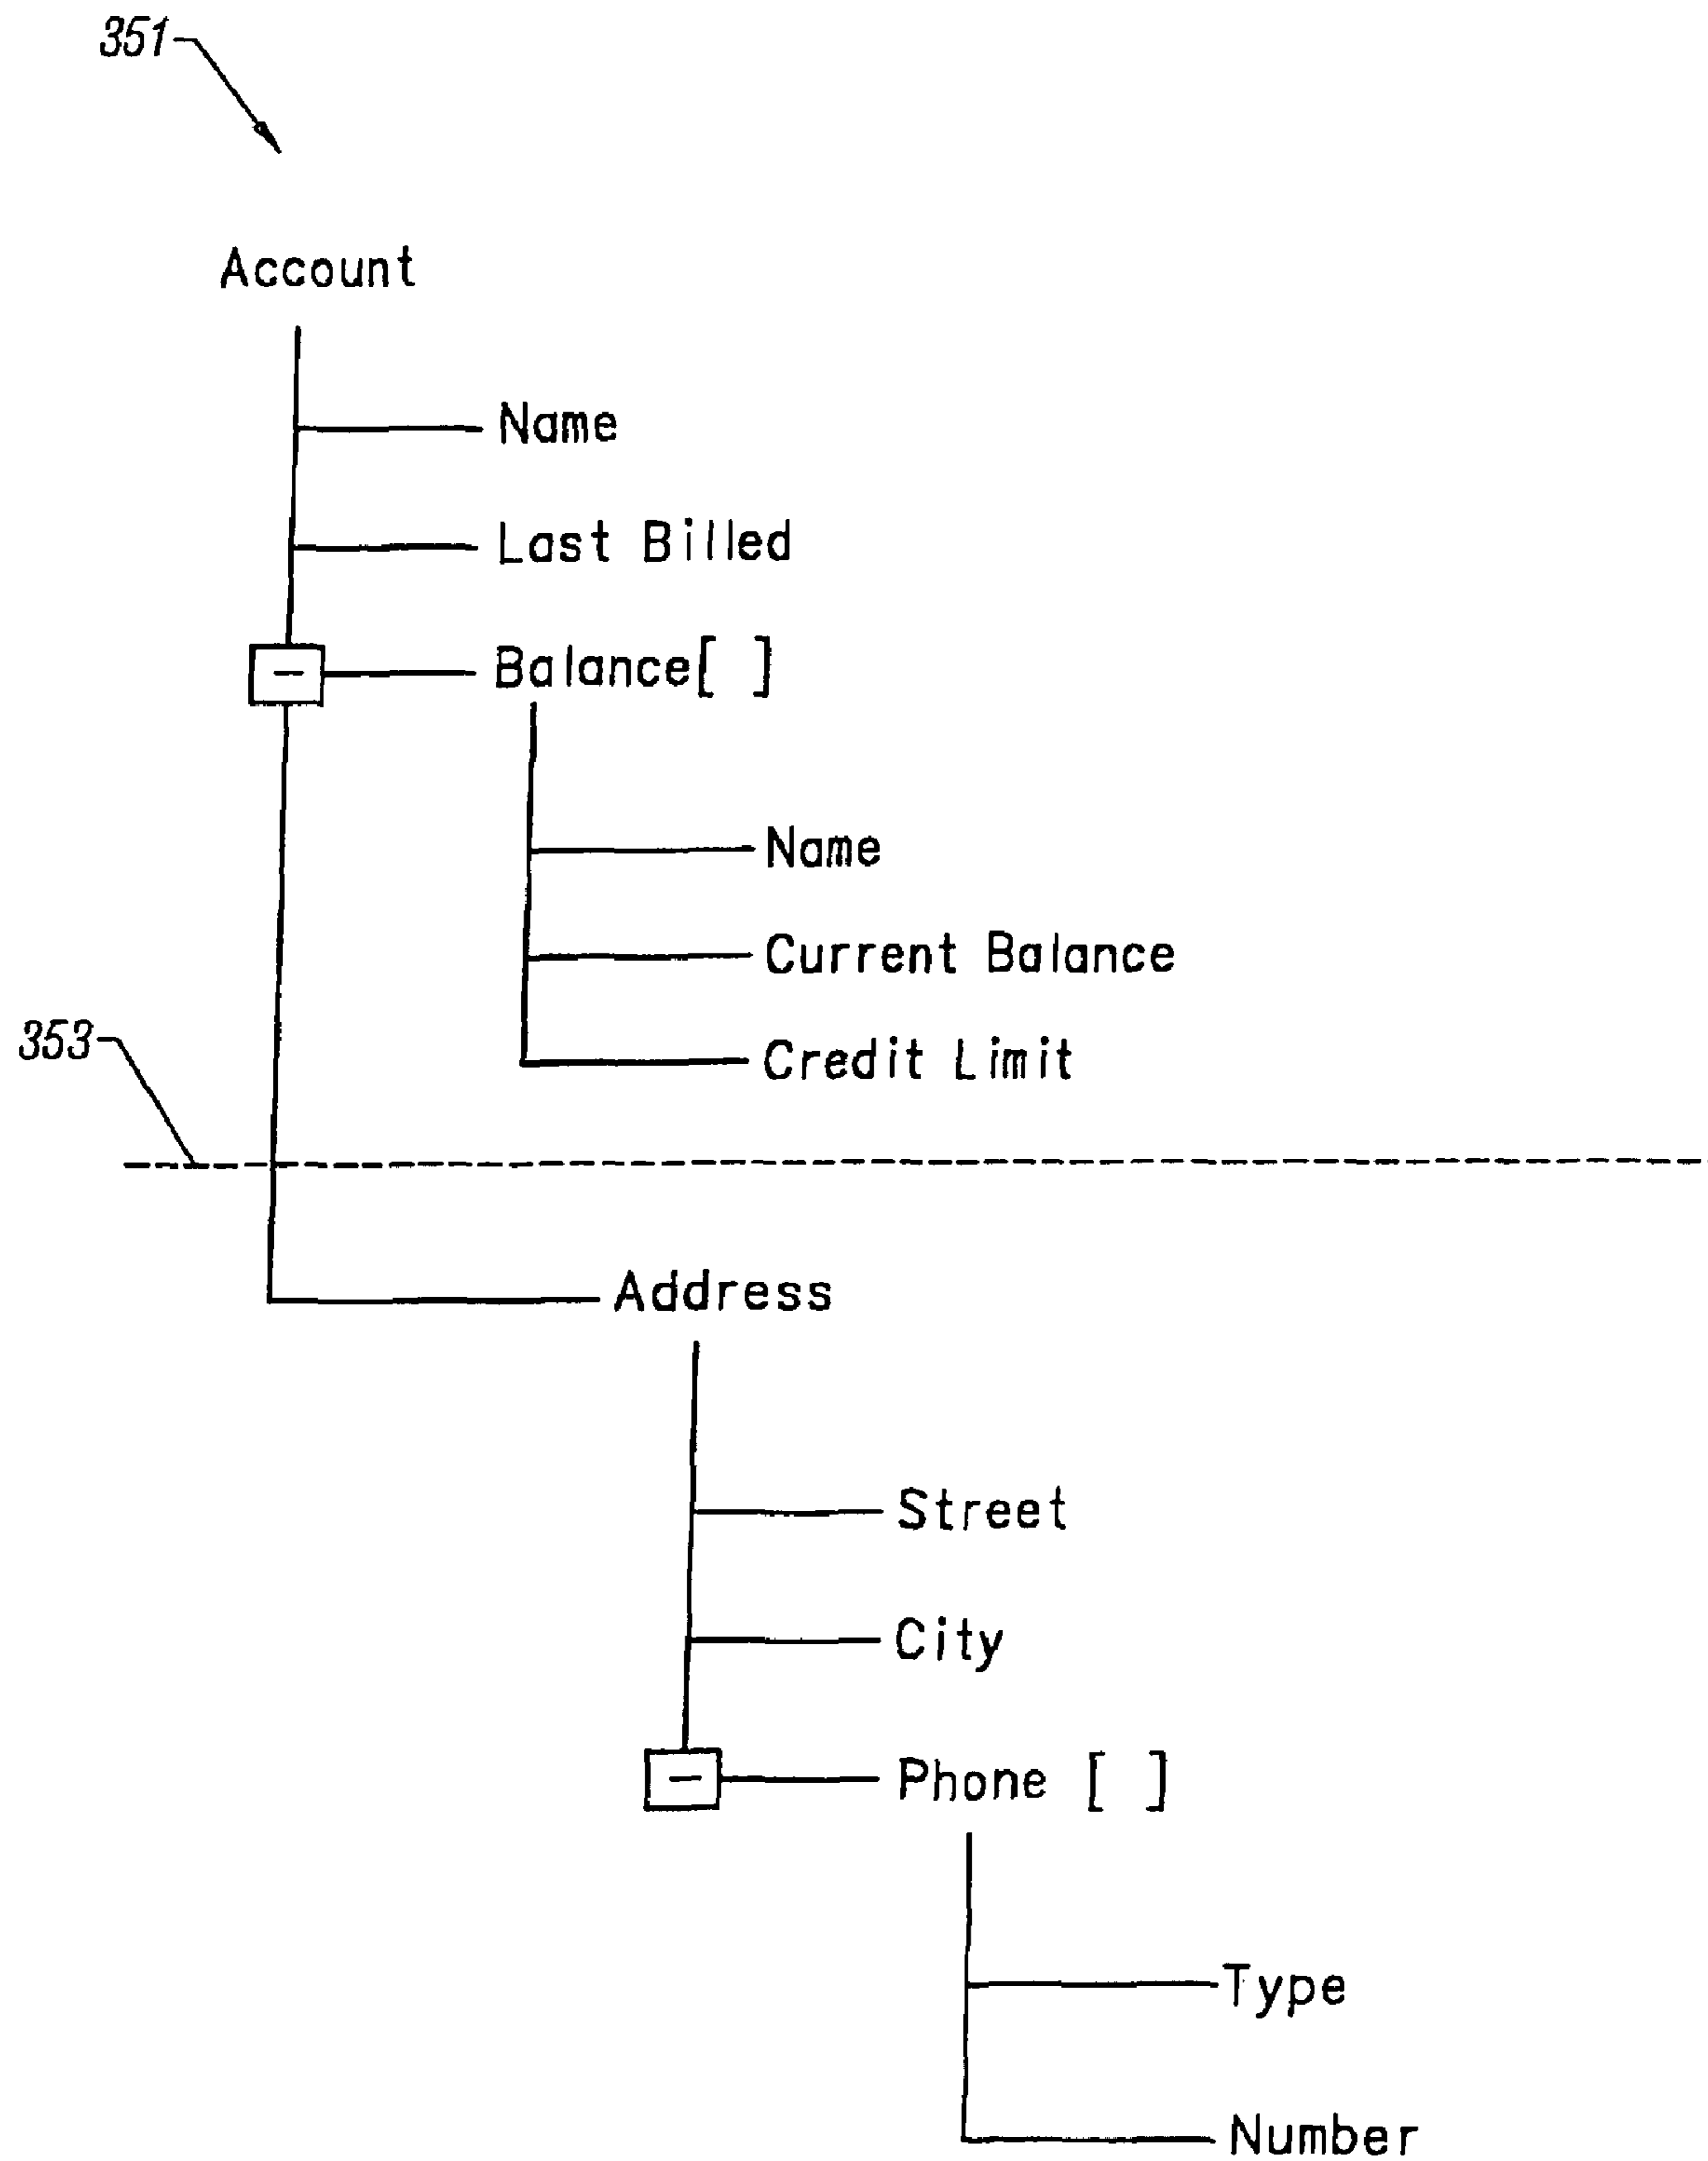 351
Account
Name
Last Billed
Balance[ ]
Name
Current Balance
353
Credit Limit
Address
Street
City
Phone [ ]
Type
Number